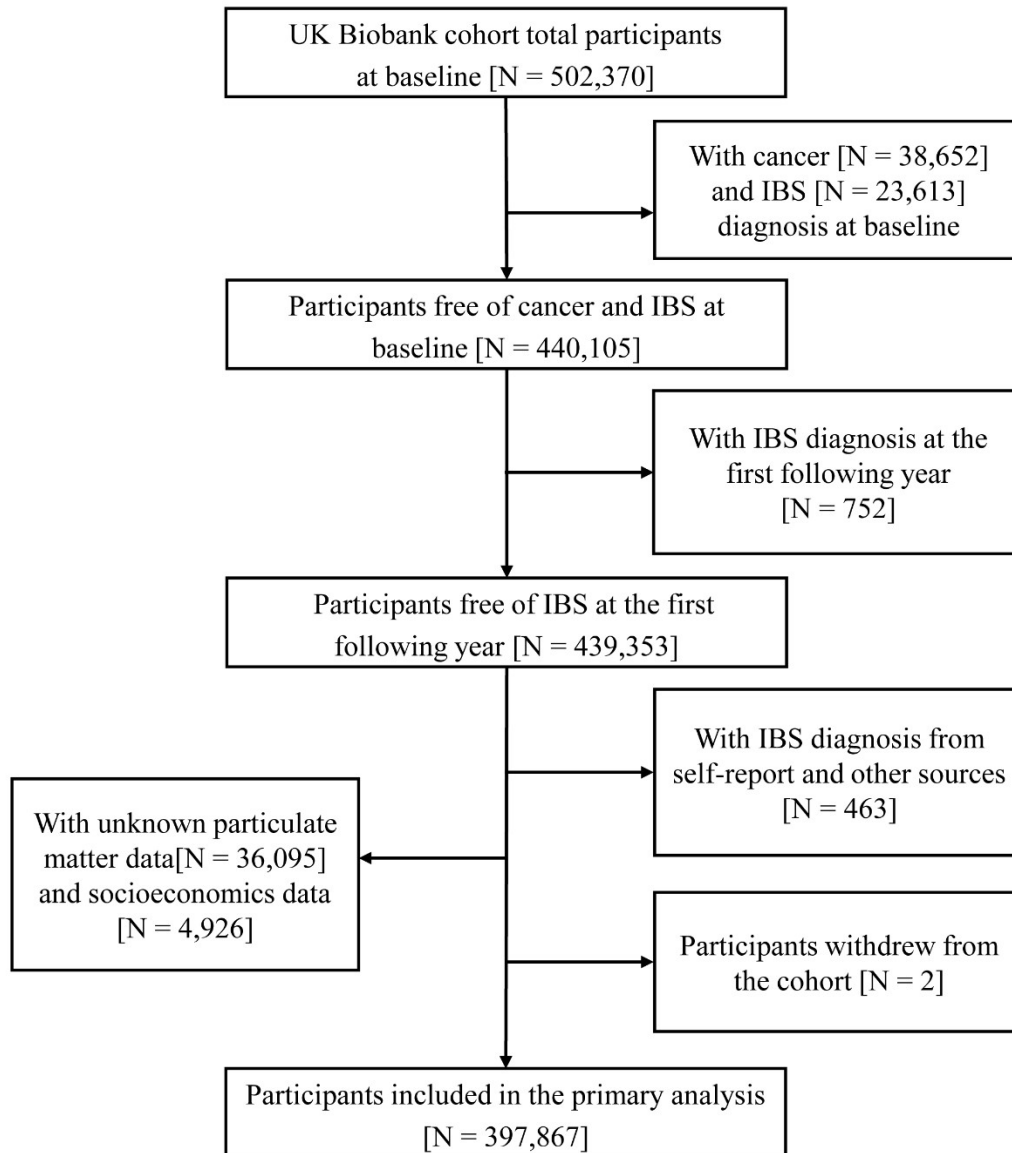 UK Biobank cohort total participants
at baseline [N = 502,370]
With cancer [N = 38,652]
and IBS [N = 23,613]
diagnosis at baseline
Participants free of cancer and IBS at
baseline [N = 440,105]
With IBS diagnosis at the
first following year
[N = 752]
Participants free of IBS at the first
following year [N = 439,353]
With IBS diagnosis from
self-report and other sources
[N = 463]
With unknown particulate
matter data[N = 36,095]
and socioeconomics data
[N = 4,926]
Participants withdrew from
the cohort [N = 2]
Participants included in the primary analysis
[N = 397,867]